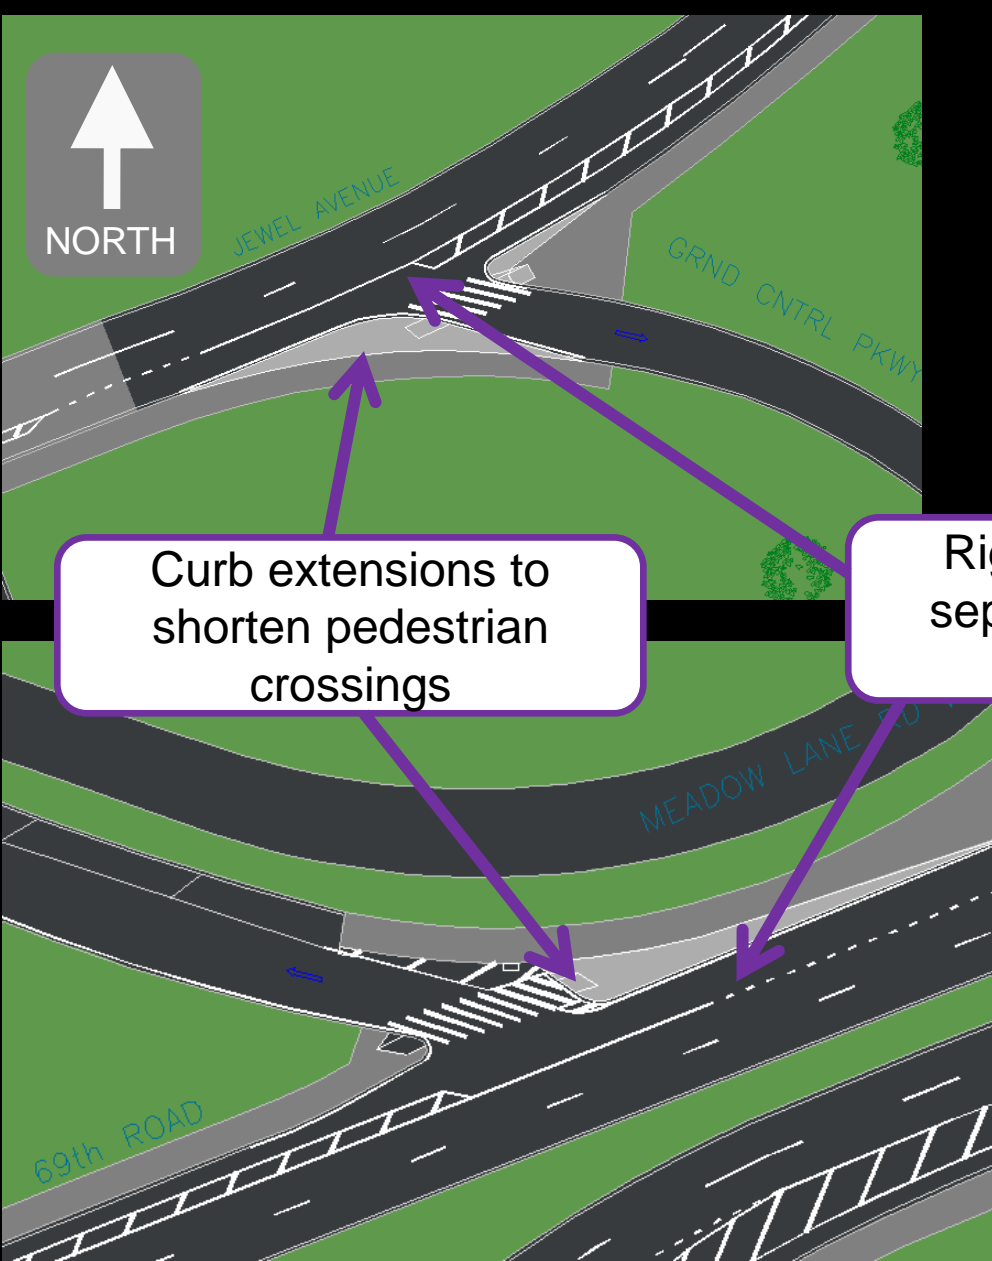 NORTH
JEWEL AVENUE
GRND CNTRL PKWY
Curb extensions to
shorten pedestrian
crossings
MEADOW LANE RD
69th ROAD